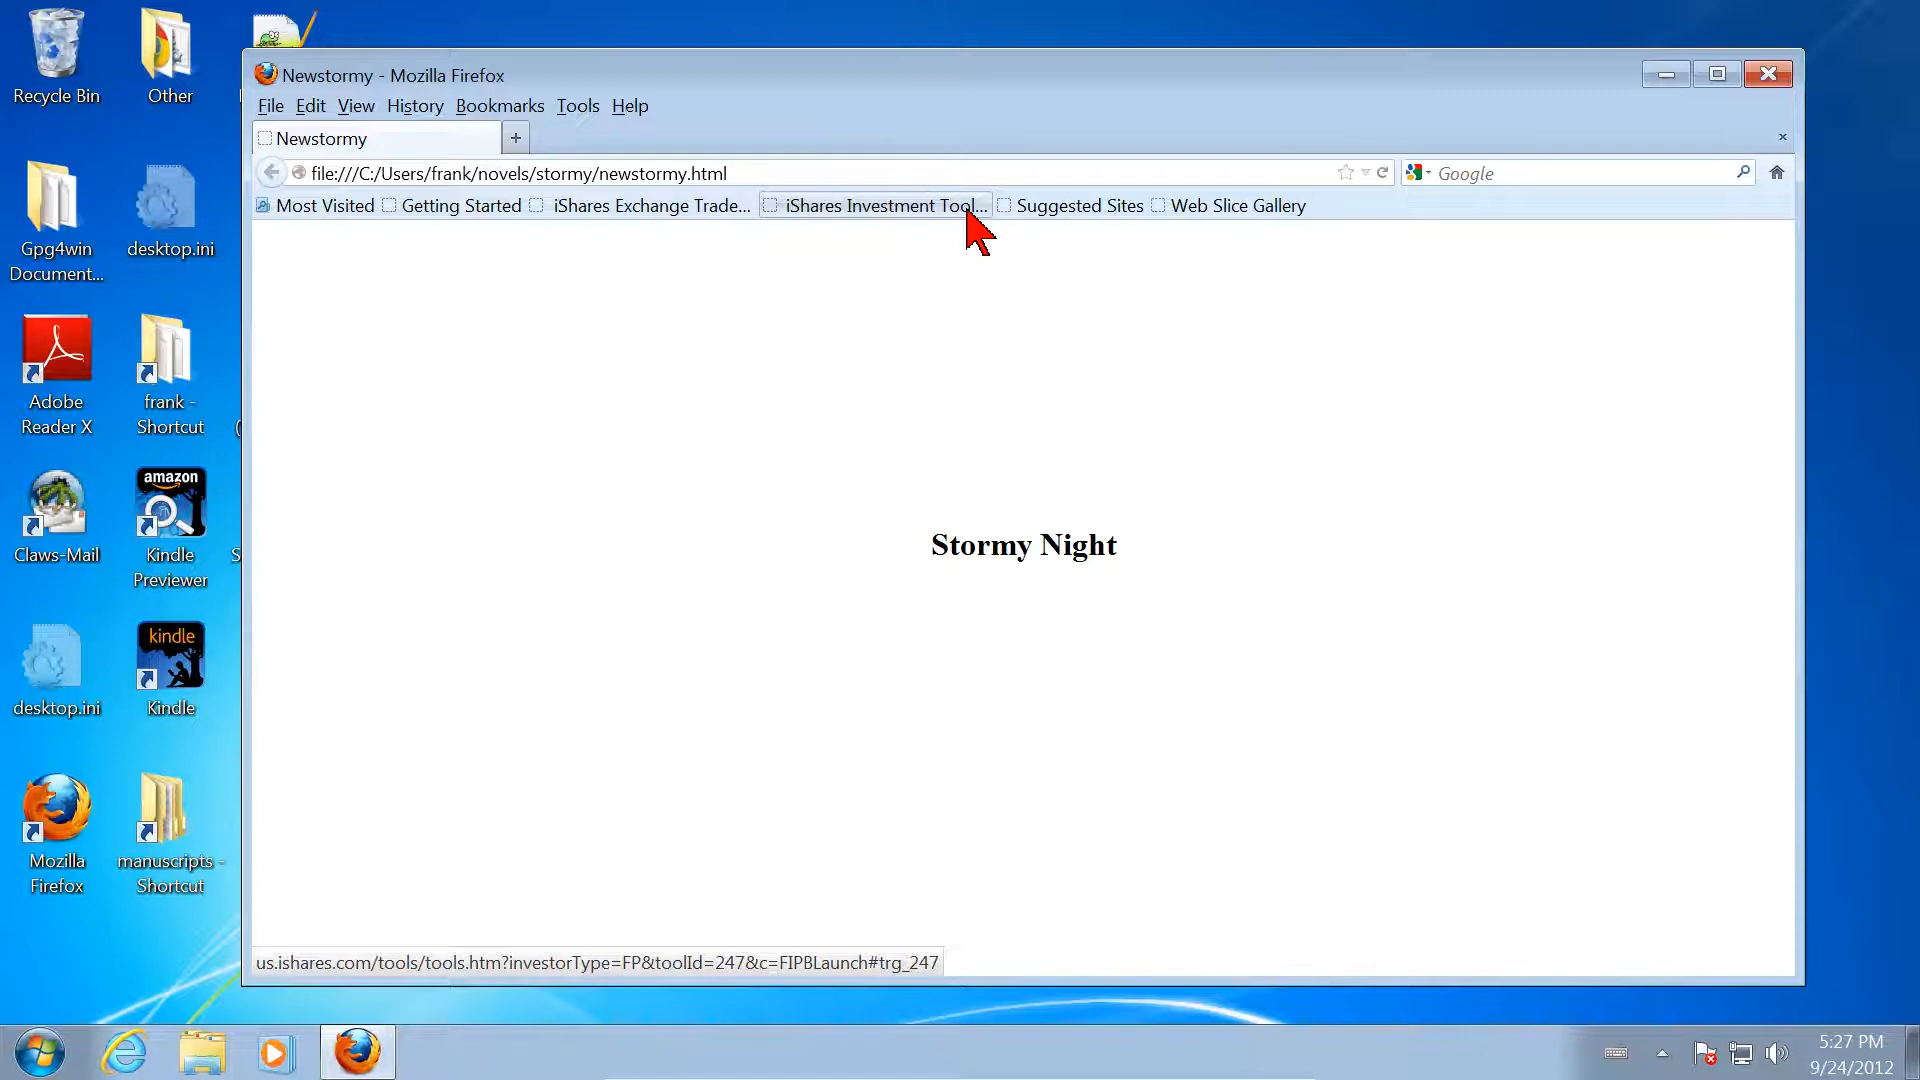 Recycle Bin
Other
Gpg4win
Document...
desktop.ini
Adobe
Reader X
frank -
Shortcut
Claws-Mail
amazon
Kindle
Previewer
desktop.ini
kindle
Kindle
Mozilla
Firefox
manuscripts -
Shortcut
Newstormy - Mozilla Firefox
File Edit View History Bookmarks Tools Help
Newstormy
file:///C:/Users/frank/novels/stormy/newstormy.html
Google
Most Visited Getting Started iShares Exchange Trade... iShares Investment Tool... Suggested Sites Web Slice Gallery
Stormy Night
us.ishares.com/tools/tools.htm?investorType=FP&toolId=247&c=FIPBLaunch#trg_247
5:27 PM
9/24/2012